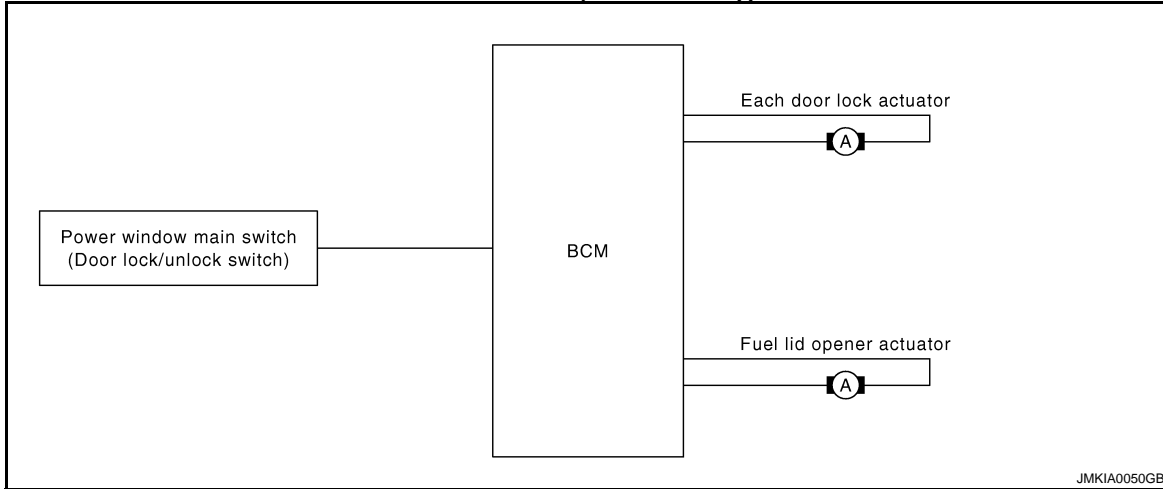 Each door lock actuator
A
Power window main switch
(Door lock/unlock switch)
BCM
Fuel lid opener actuator
A
JMKIA0050GB